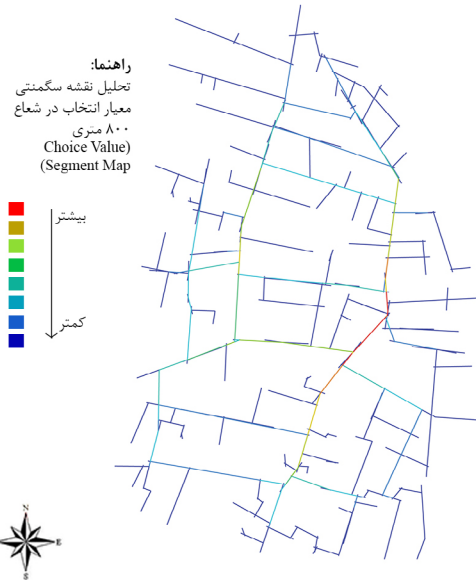 راهنما:
تحلیل نقشه سگمنتی
معیار انتخاب در شعاع
۸۰۰ متری
Choice Value)
(Segment Map
بیشتر
کمتر
N
E
S